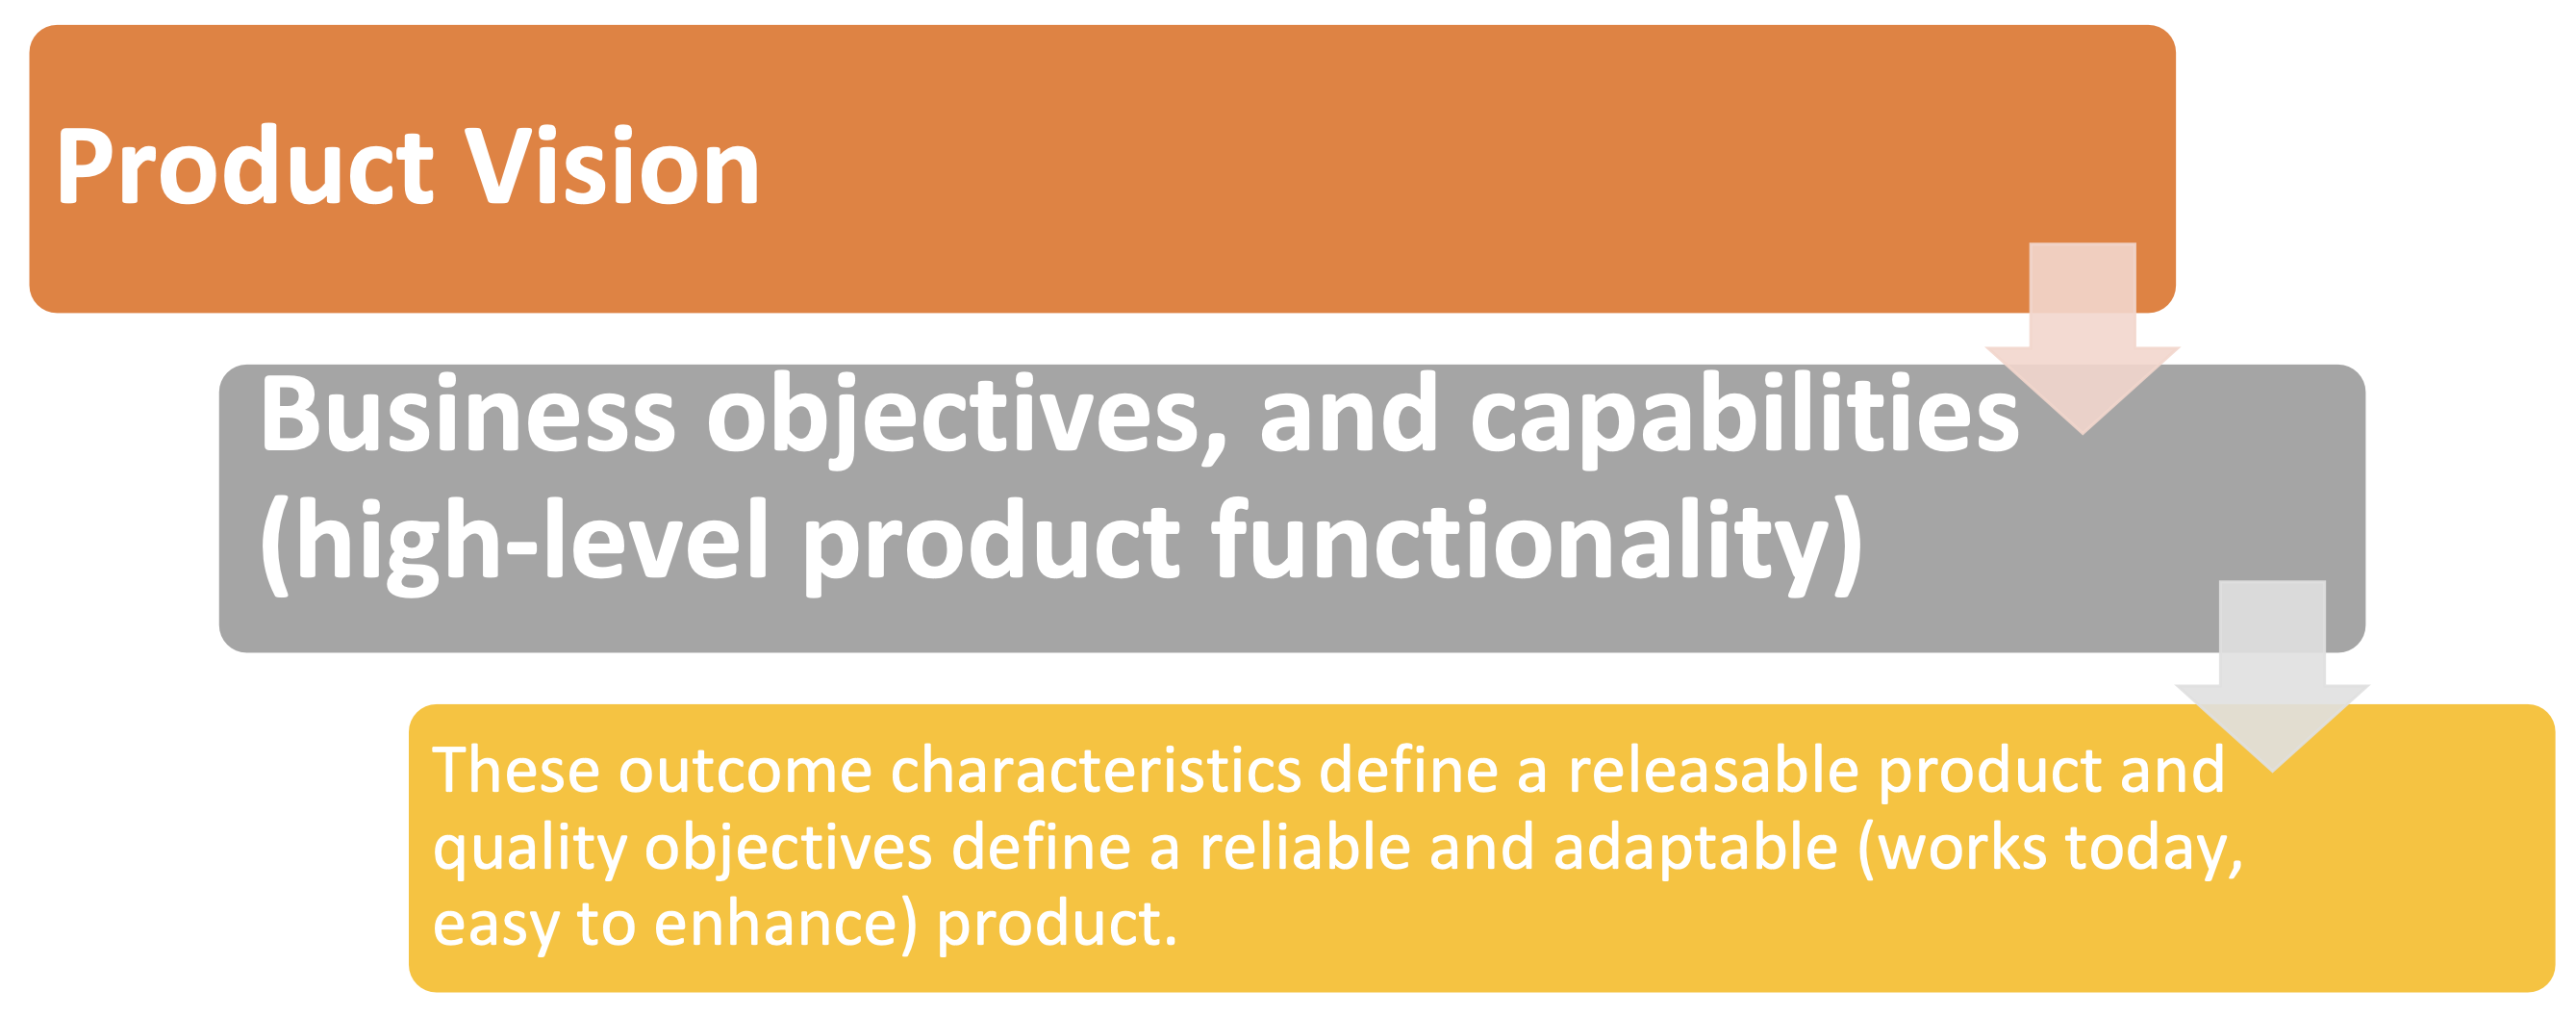 Product Vision
Business objectives, and capabilities
(high-level product functionality)
These outcome characteristics define a releasable product and
quality objectives define a reliable and adaptable (works today,
easy to enhance) product.